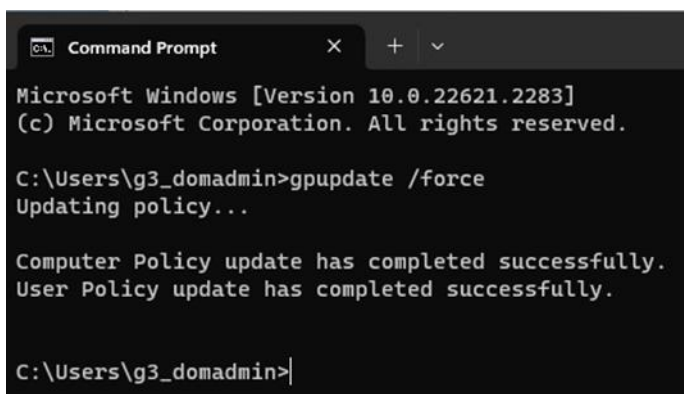 Command Prompt
Microsoft Windows [Version 10.0.22621.2283]
(c) Microsoft Corporation. All rights reserved.
C:\Users\g3_domadmin>gpupdate /force
Updating policy...
Computer Policy update has completed successfully.
User Policy update has completed successfully.
C:\Users\g3_domadmin>